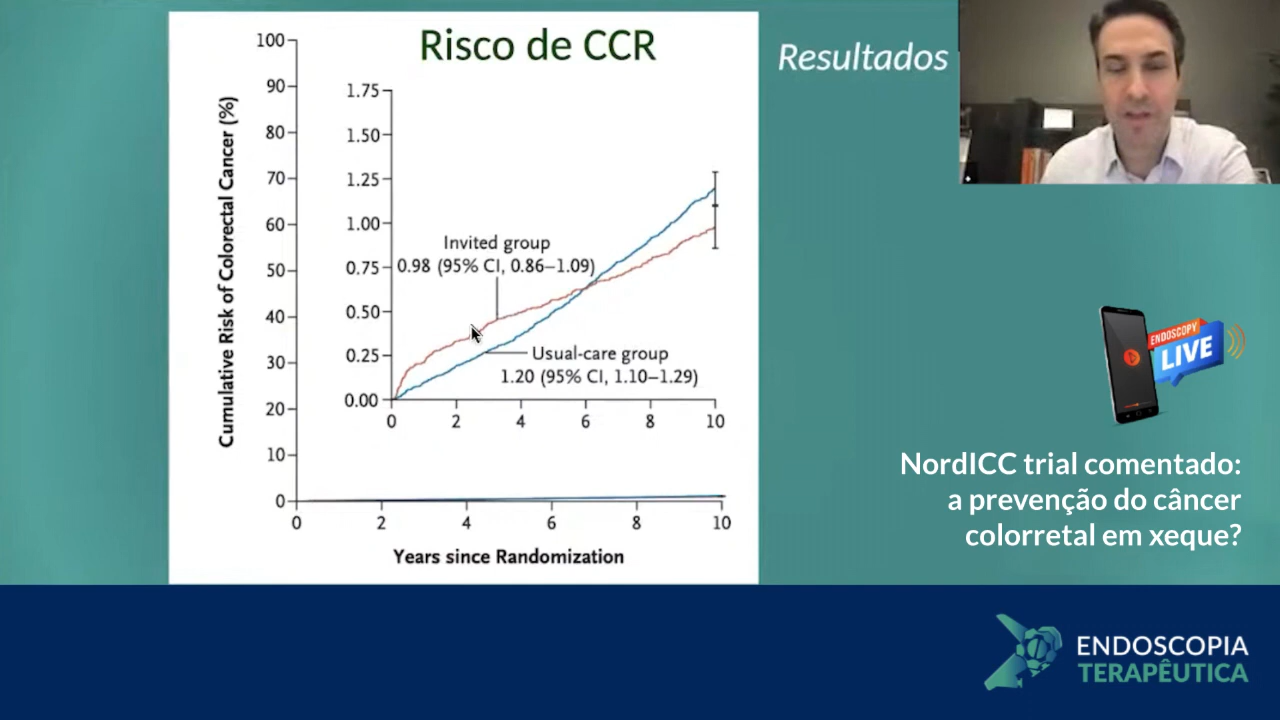 Risco de CCR
Resultados
Cumulative Risk of Colorectal Cancer (%)
100
90
80
70
60
50
40
30
20
10
0
1.75
1.50
1.25
1.00
0.75
0.50
0.25
0.00
Invited group
0.98 (95% CI, 0.86–1.09)
Usual-care group
1.20 (95% CI, 1.10–1.29)
0 2 4 6 8 10
0 2 4 6 8 10
Years since Randomization
ENDOSCOPY
LIVE
NordICC trial comentado:
a prevenção do câncer
colorretal em xeque?
ENDOSCOPIA
TERAPÊUTICA